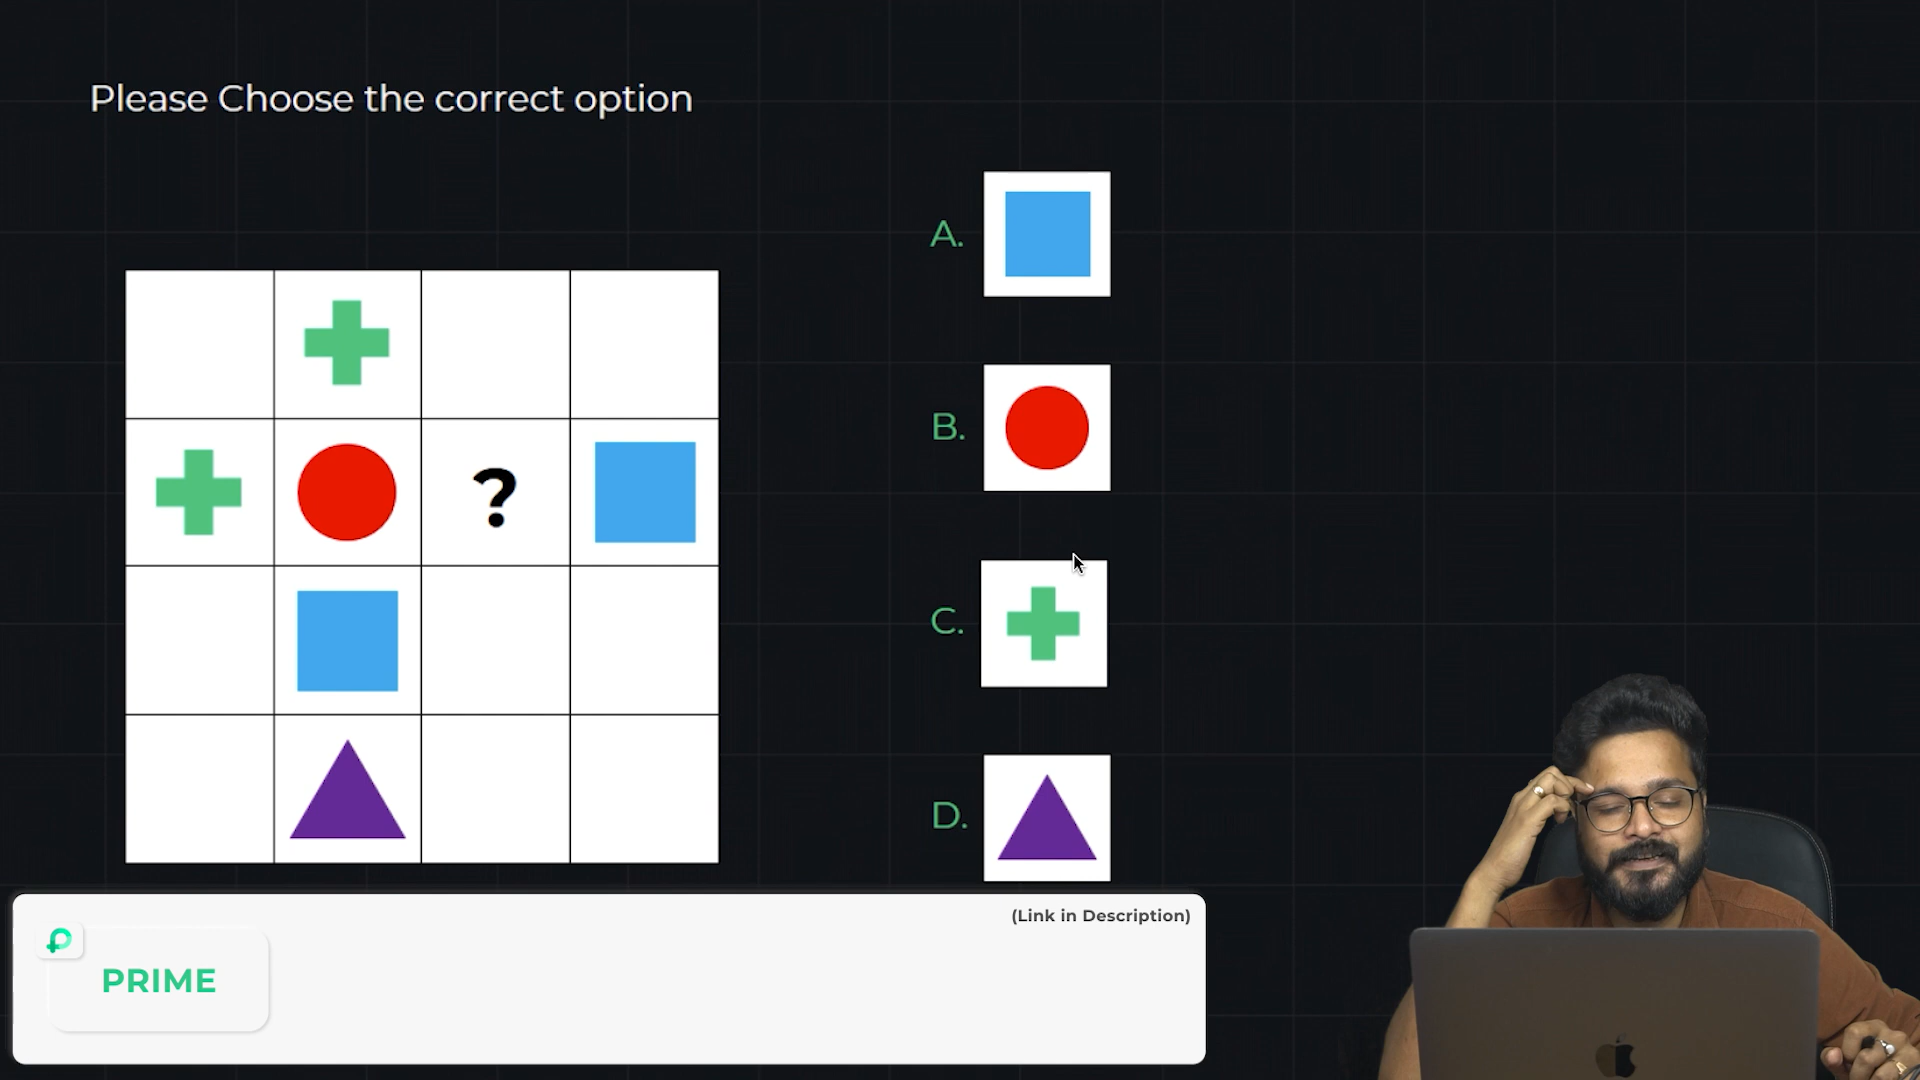 Please Choose the correct option
A.
B.
?
C.
D.
(Link in Description)
PRIME